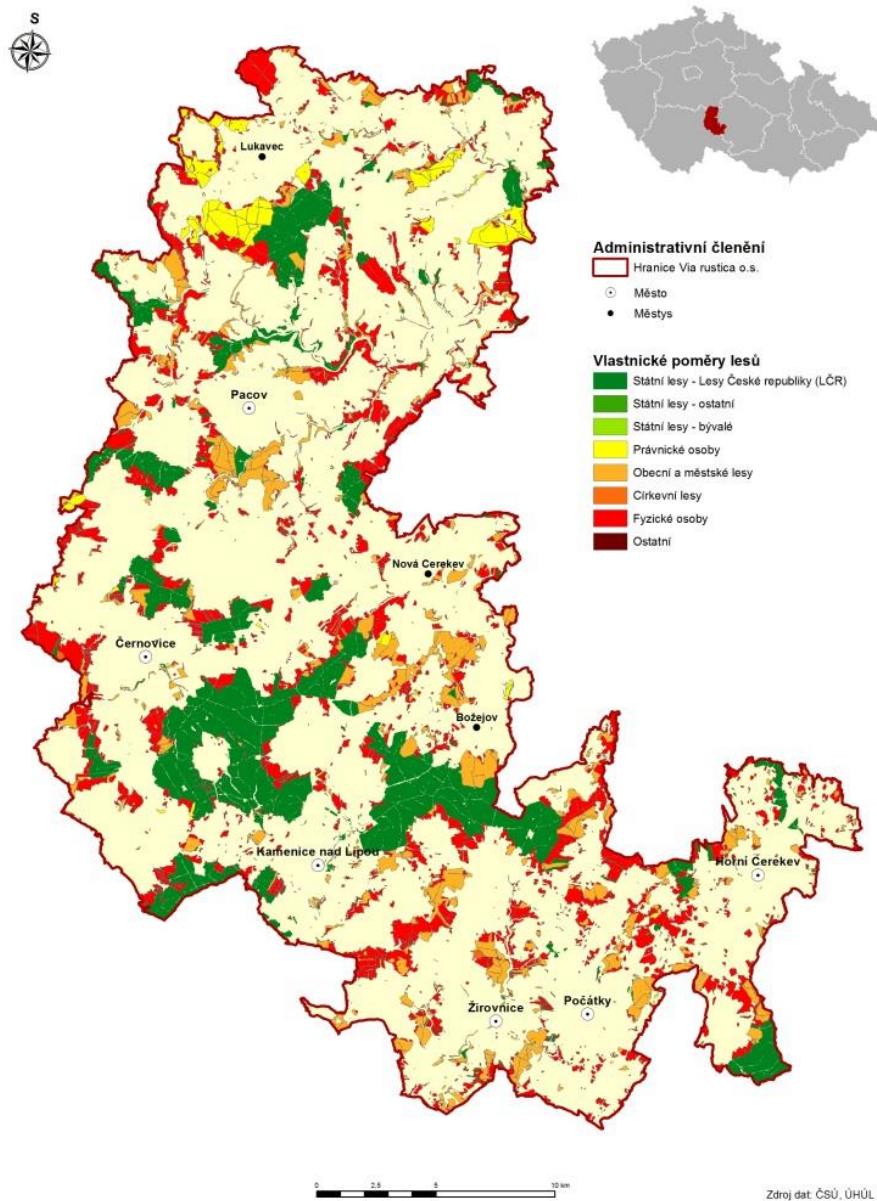 S
Lukavec
Administrativní členění
Hranice Via rustica o.s.
Město
Městys
Vlastnické poměry lesů
Státní lesy - Lesy České republiky (LČR)
Státní lesy - ostatní
Státní lesy - bývalé
Právnické osoby
Obecní a městské lesy
Církevní lesy
Fyzické osoby
Ostatní
Pacov
Nová Cerekev
Černovice
Božejov
Kamenice nad Lipou
Horní Cerekev
Žirovnice
Počátky
0 2,5 5 10 km
Zdroj dat: ČSÚ, ÚHÚL